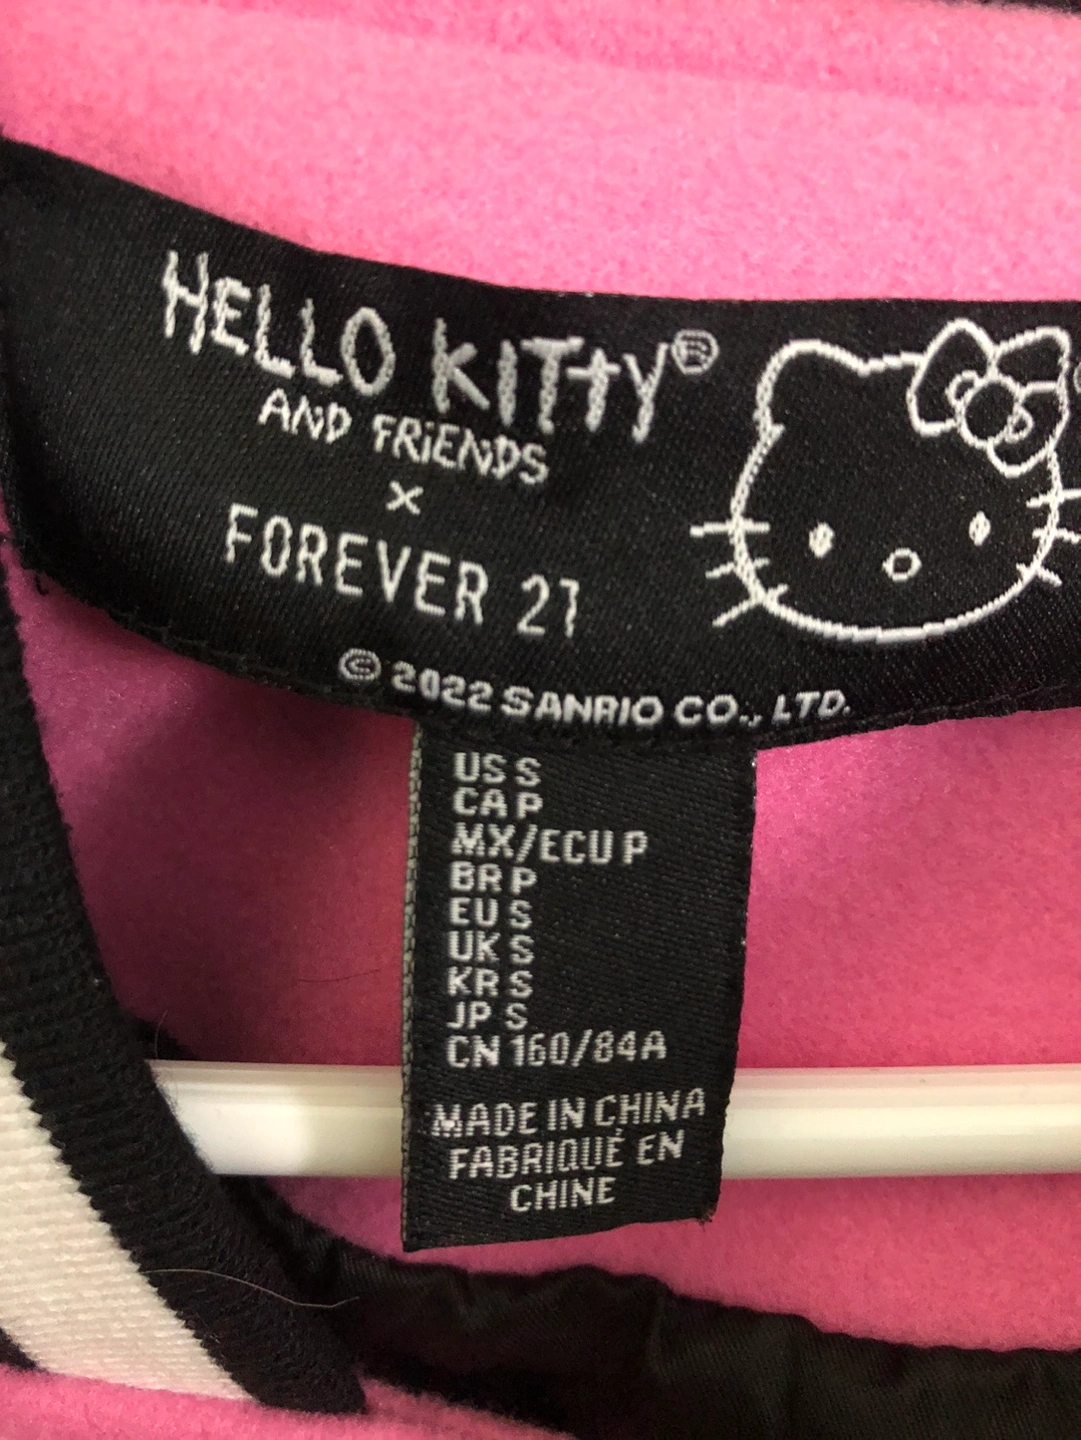 HELLO KITTY®
AND FRIENDS
x
FOREVER 21
© 2022 SANRIO CO., LTD.
US S
CA P
MX/ECU P
BR P
EU S
UK S
KR S
JP S
CN 160/84A
MADE IN CHINA
FABRIQUÉ EN
CHINE